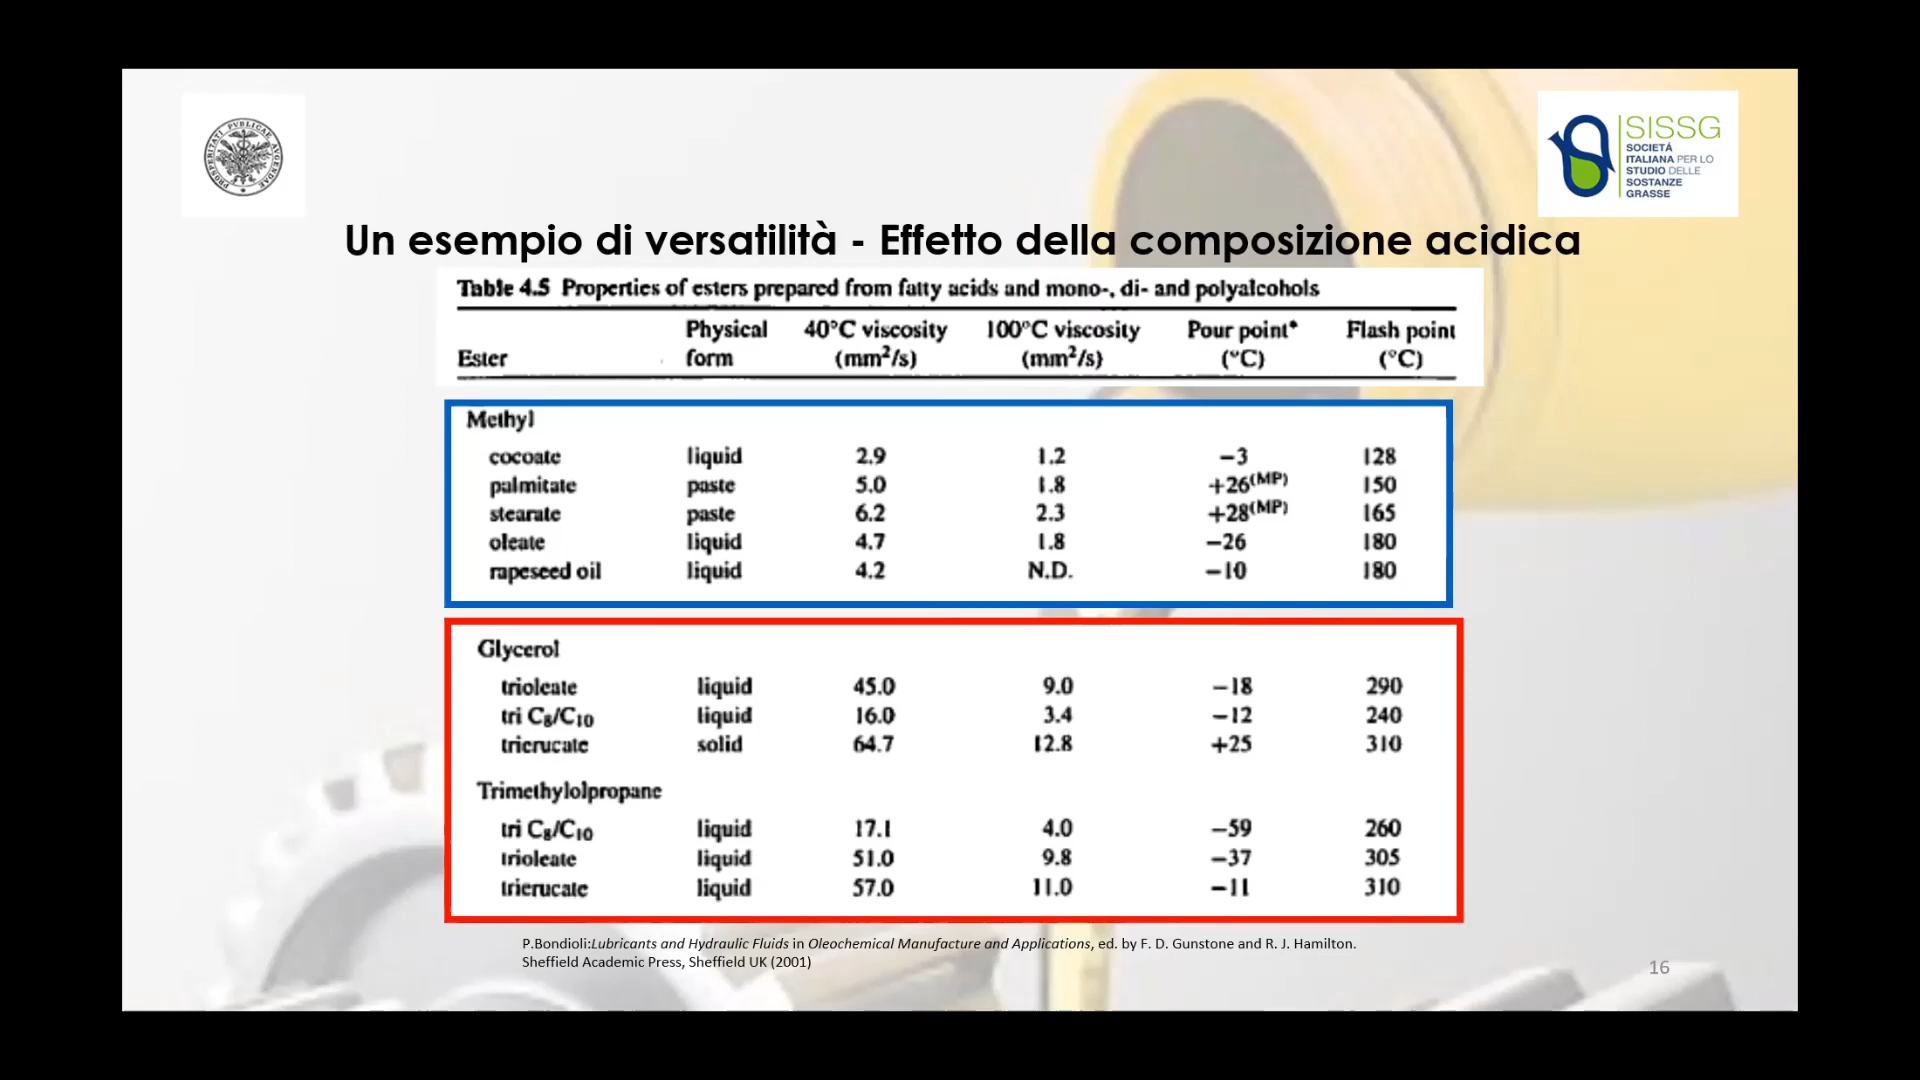 PROSPERITATI PUBLICAE AUGENDAE
SISSG
SOCIETÁ
ITALIANA PER LO
STUDIO DELLE
SOSTANZE
GRASSE
Un esempio di versatilità - Effetto della composizione acidica
Table 4.5 Properties of esters prepared from fatty acids and mono-, di- and polyalcohols
Ester Physical form 40°C viscosity (mm²/s) 100°C viscosity (mm²/s) Pour point* (°C) Flash point (°C)
Methyl
cocoate liquid 2.9 1.2 −3 128
palmitate paste 5.0 1.8 +26(MP) 150
stearate paste 6.2 2.3 +28(MP) 165
oleate liquid 4.7 1.8 −26 180
rapeseed oil liquid 4.2 N.D. −10 180
Glycerol
trioleate liquid 45.0 9.0 −18 290
tri C8/C10 liquid 16.0 3.4 −12 240
trierucate solid 64.7 12.8 +25 310
Trimethylolpropane
tri C8/C10 liquid 17.1 4.0 −59 260
trioleate liquid 51.0 9.8 −37 305
trierucate liquid 57.0 11.0 −11 310
P.Bondioli:Lubricants and Hydraulic Fluids in Oleochemical Manufacture and Applications, ed. by F. D. Gunstone and R. J. Hamilton.
Sheffield Academic Press, Sheffield UK (2001)
16